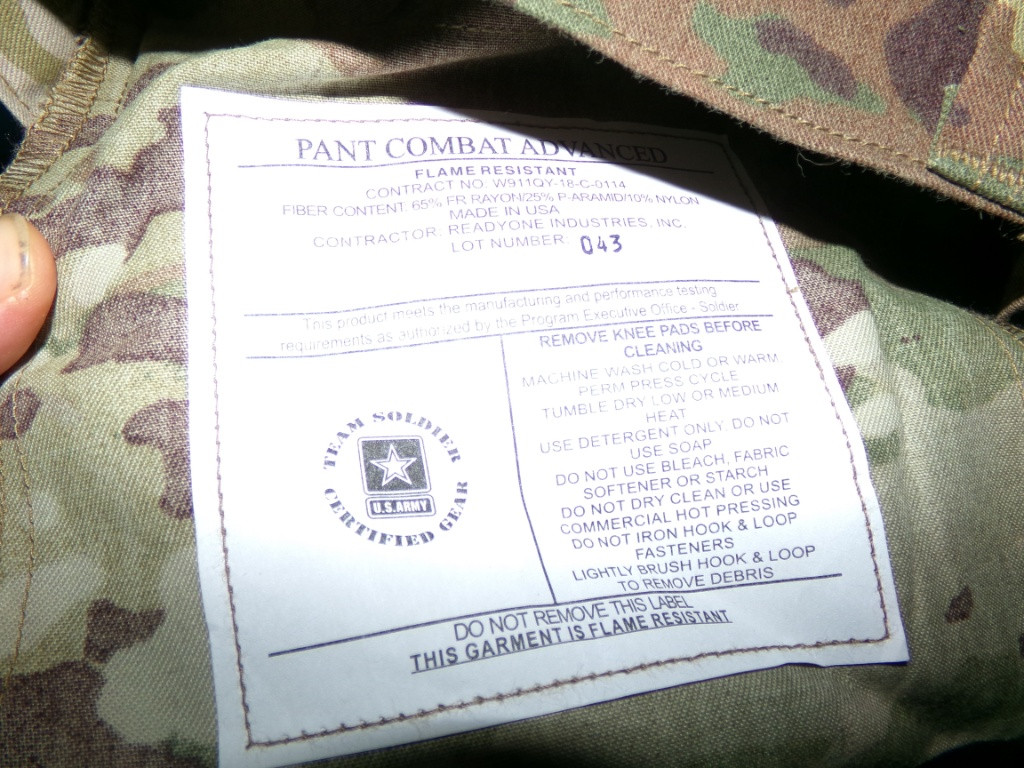 PANT COMBAT ADVANCED
FLAME RESISTANT
CONTRACT NO. W911QY-18-C-0114
FIBER CONTENT: 65% FR RAYON/25% P-ARAMID/10% NYLON
MADE IN USA
CONTRACTOR: READYONE INDUSTRIES, INC.
LOT NUMBER: 043
This product meets the manufacturing and performance testing
requirements as authorized by the Program Executive Office - Soldier
TEAM SOLDIER
U.S.ARMY
CERTIFIED GEAR
REMOVE KNEE PADS BEFORE
CLEANING
MACHINE WASH COLD OR WARM,
PERM PRESS CYCLE
TUMBLE DRY LOW OR MEDIUM
HEAT
USE DETERGENT ONLY, DO NOT
USE SOAP
DO NOT USE BLEACH, FABRIC
SOFTENER OR STARCH
DO NOT DRY CLEAN OR USE
COMMERCIAL HOT PRESSING
DO NOT IRON HOOK & LOOP
FASTENERS
LIGHTLY BRUSH HOOK & LOOP
TO REMOVE DEBRIS
DO NOT REMOVE THIS LABEL
THIS GARMENT IS FLAME RESISTANT